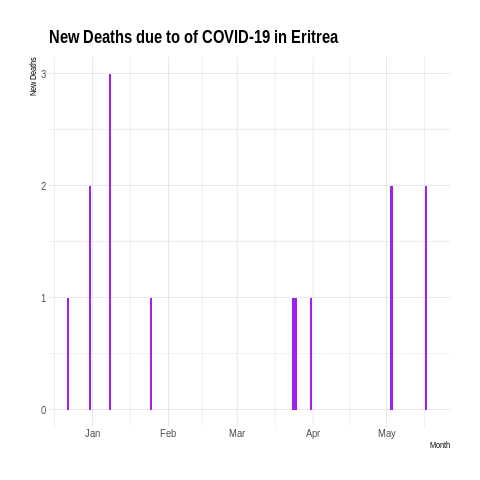 New Deaths due to of COVID-19 in Eritrea
New Deaths
3
2
1
0
Jan Feb Mar Apr May
Month